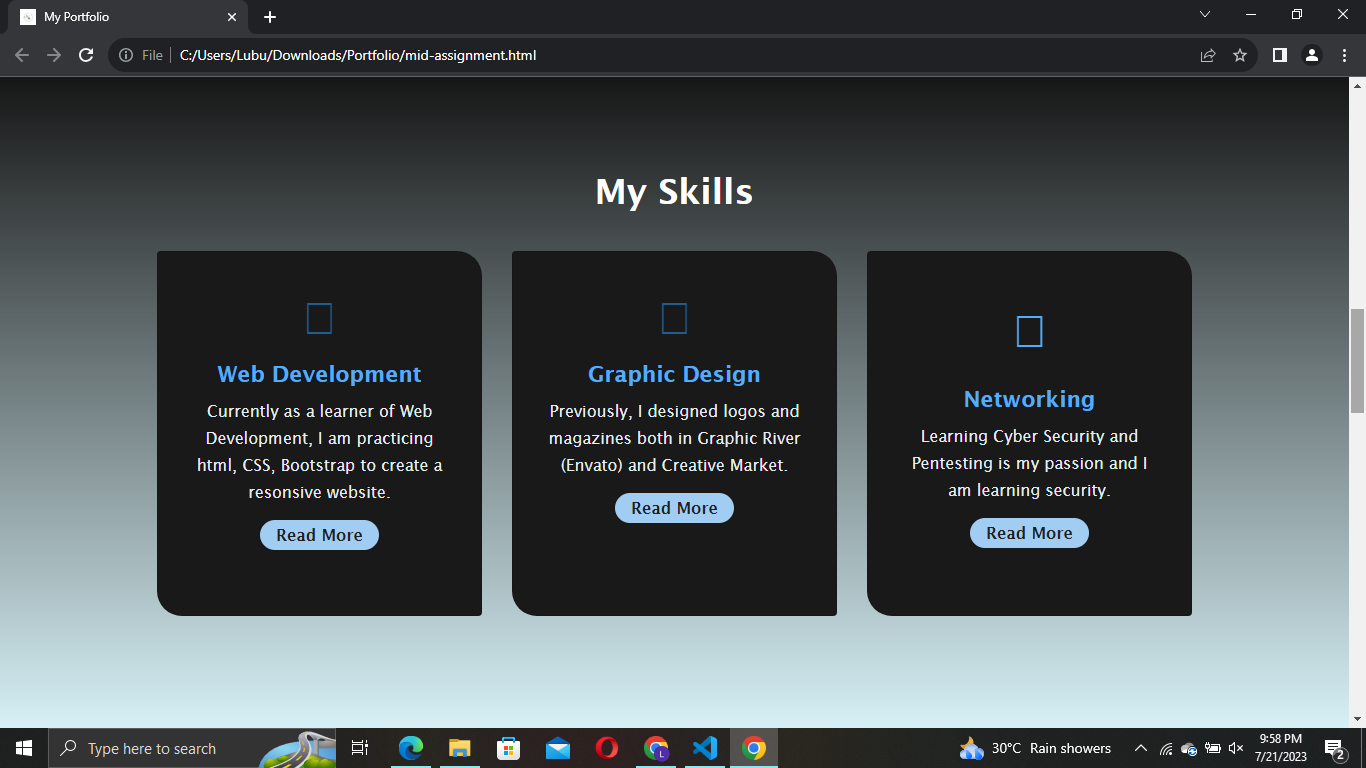 My Portfolio
File
C:/Users/Lubu/Downloads/Portfolio/mid-assignment.html
My Skills
Web Development
Currently as a learner of Web
Development, I am practicing
html, CSS, Bootstrap to create a
resonsive website.
Read More
Graphic Design
Previously, I designed logos and
magazines both in Graphic River
(Envato) and Creative Market.
Read More
Networking
Learning Cyber Security and
Pentesting is my passion and I
am learning security.
Read More
Type here to search
L
30°C Rain showers
9:58 PM
7/21/2023
2